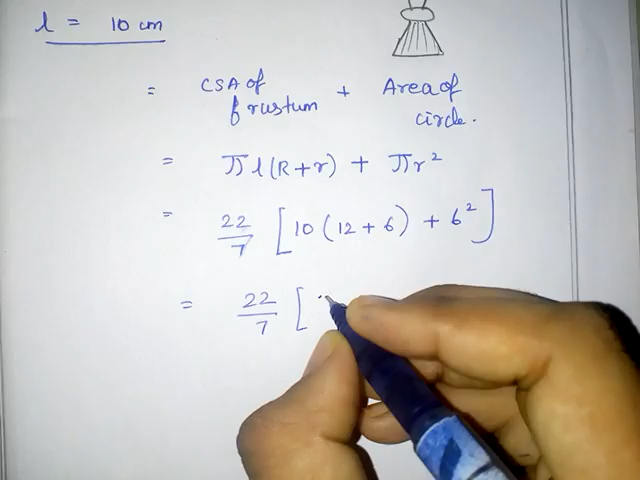 l = 10 cm
= CSA of frustum + Area of circle.
= πl(R+r) + πr²
= 22/7 [10(12+6) + 6²]
= 22/7 [